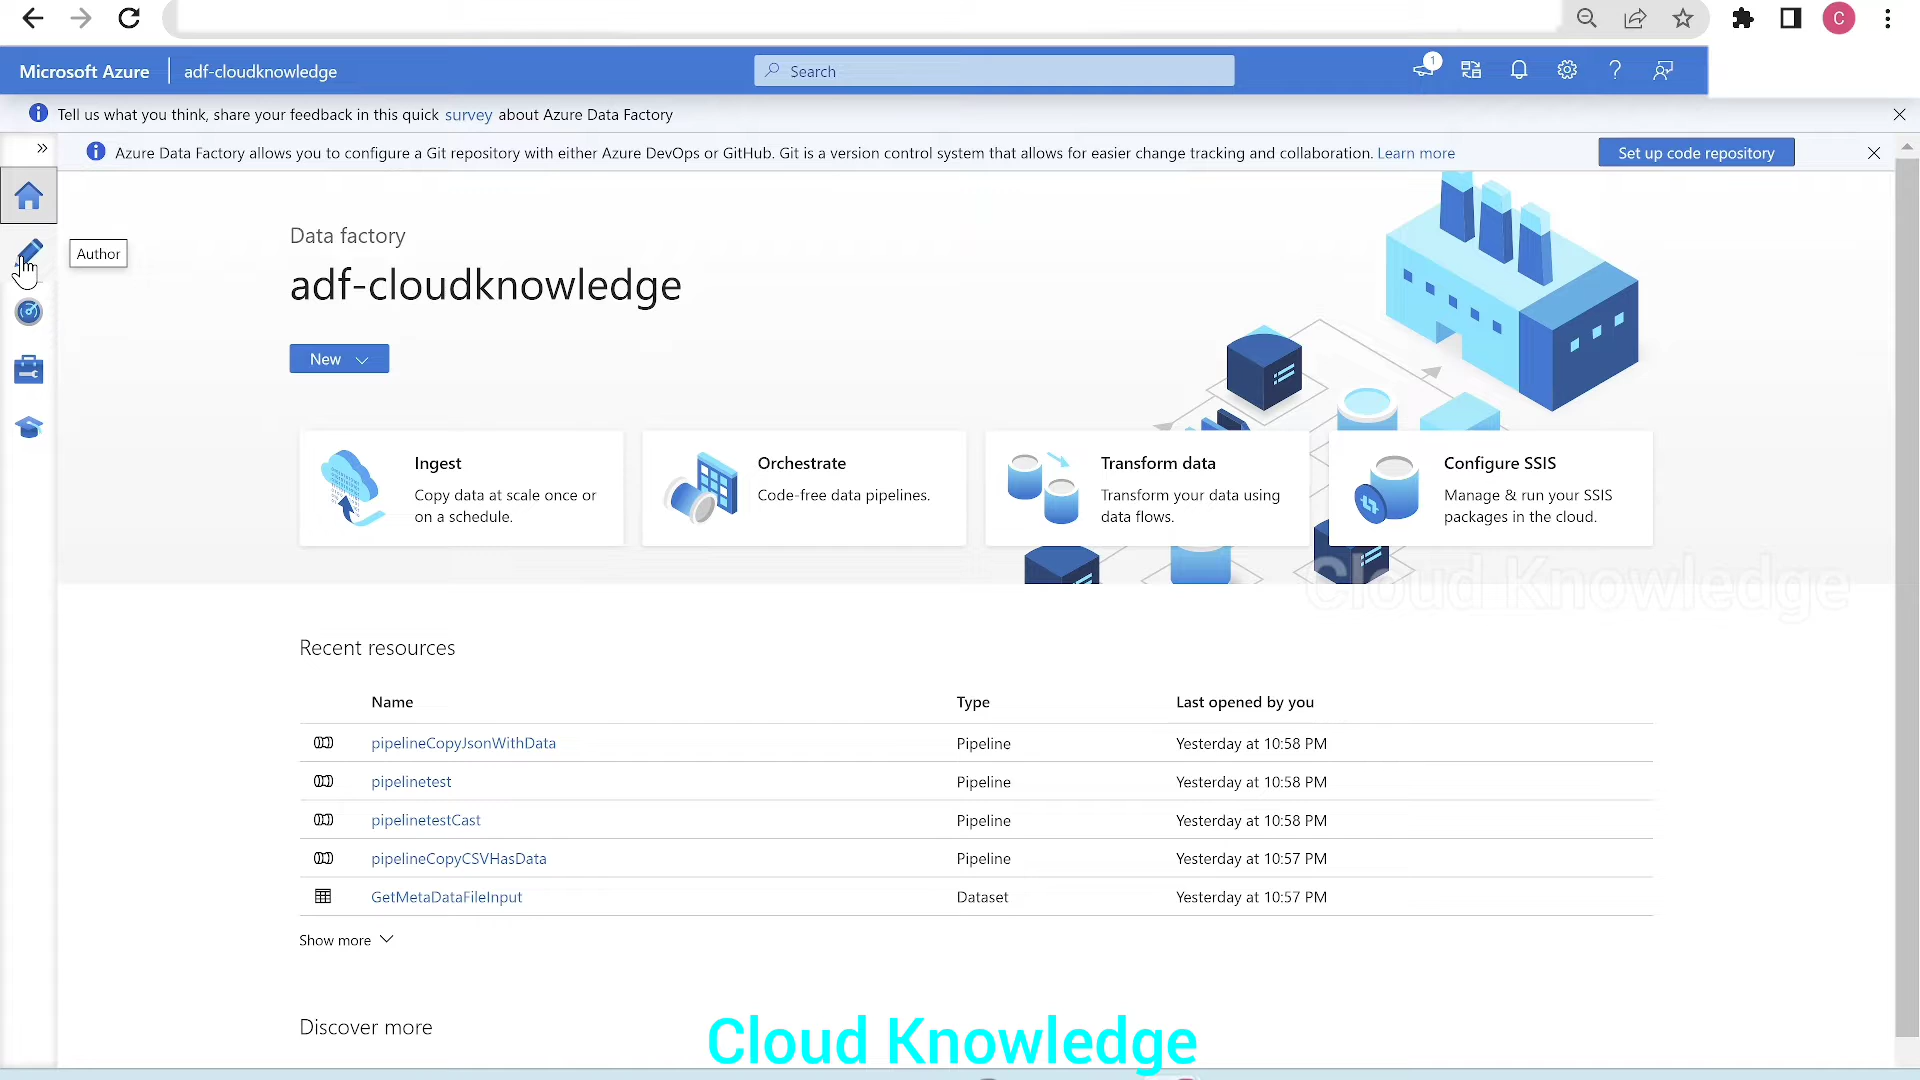 C
Microsoft Azure
adf-cloudknowledge
Search
1
Tell us what you think, share your feedback in this quick survey about Azure Data Factory
Azure Data Factory allows you to configure a Git repository with either Azure DevOps or GitHub. Git is a version control system that allows for easier change tracking and collaboration. Learn more
Set up code repository
Data factory
Author
adf-cloudknowledge
New
Ingest
Copy data at scale once or
on a schedule.
Orchestrate
Code-free data pipelines.
Transform data
Transform your data using
data flows.
Configure SSIS
Manage & run your SSIS
packages in the cloud.
Cloud Knowledge
Recent resources
Name Type Last opened by you
pipelineCopyJsonWithData Pipeline Yesterday at 10:58 PM
pipelinetest Pipeline Yesterday at 10:58 PM
pipelinetestCast Pipeline Yesterday at 10:58 PM
pipelineCopyCSVHasData Pipeline Yesterday at 10:57 PM
GetMetaDataFileInput Dataset Yesterday at 10:57 PM
Show more
Discover more
Cloud Knowledge